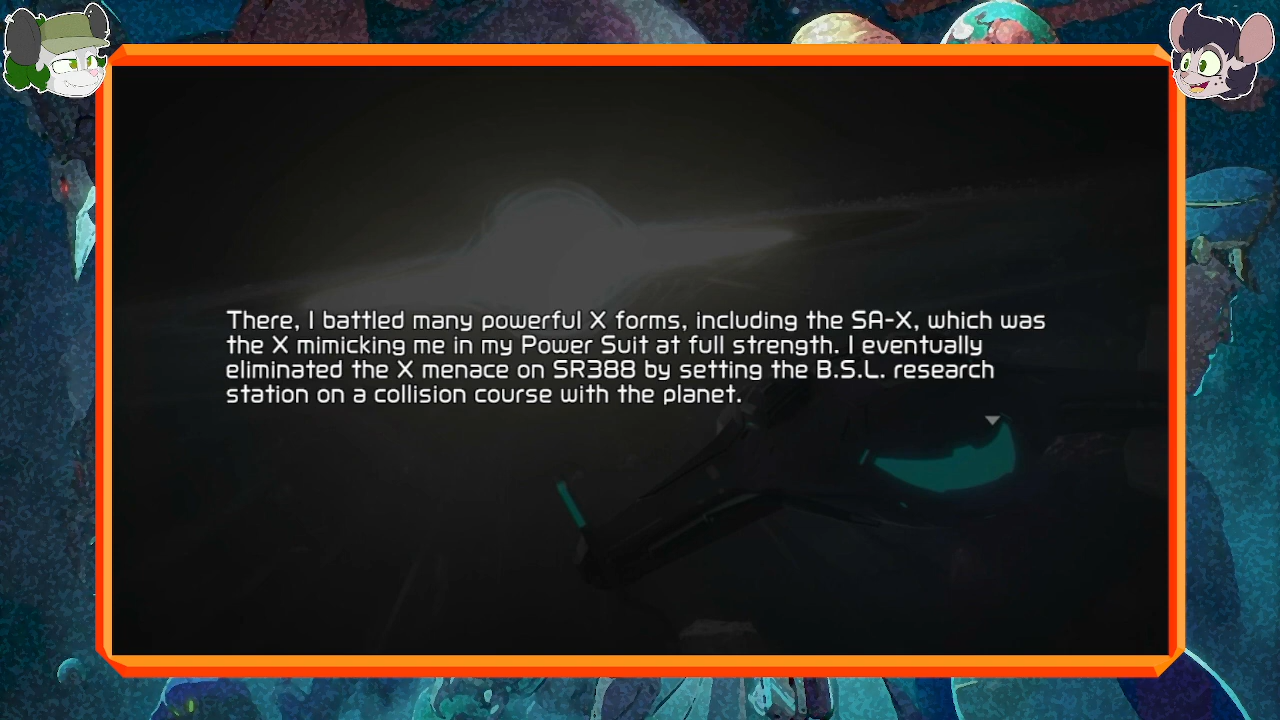 There, I battled many powerful X forms, including the SA-X, which was
the X mimicking me in my Power Suit at full strength. I eventually
eliminated the X menace on SR388 by setting the B.S.L. research
station on a collision course with the planet.